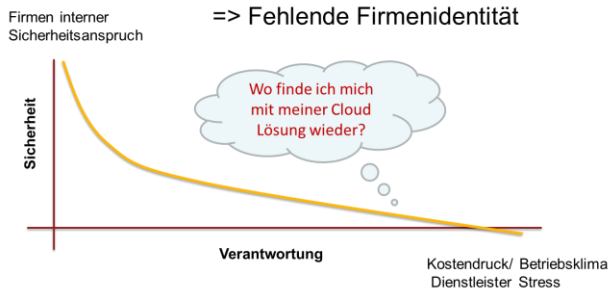 Firmen interner
Sicherheitsanspruch
=> Fehlende Firmenidentität
Wo finde ich mich
mit meiner Cloud
Lösung wieder?
Sicherheit
Verantwortung
Kostendruck/ Betriebsklima
Dienstleister Stress